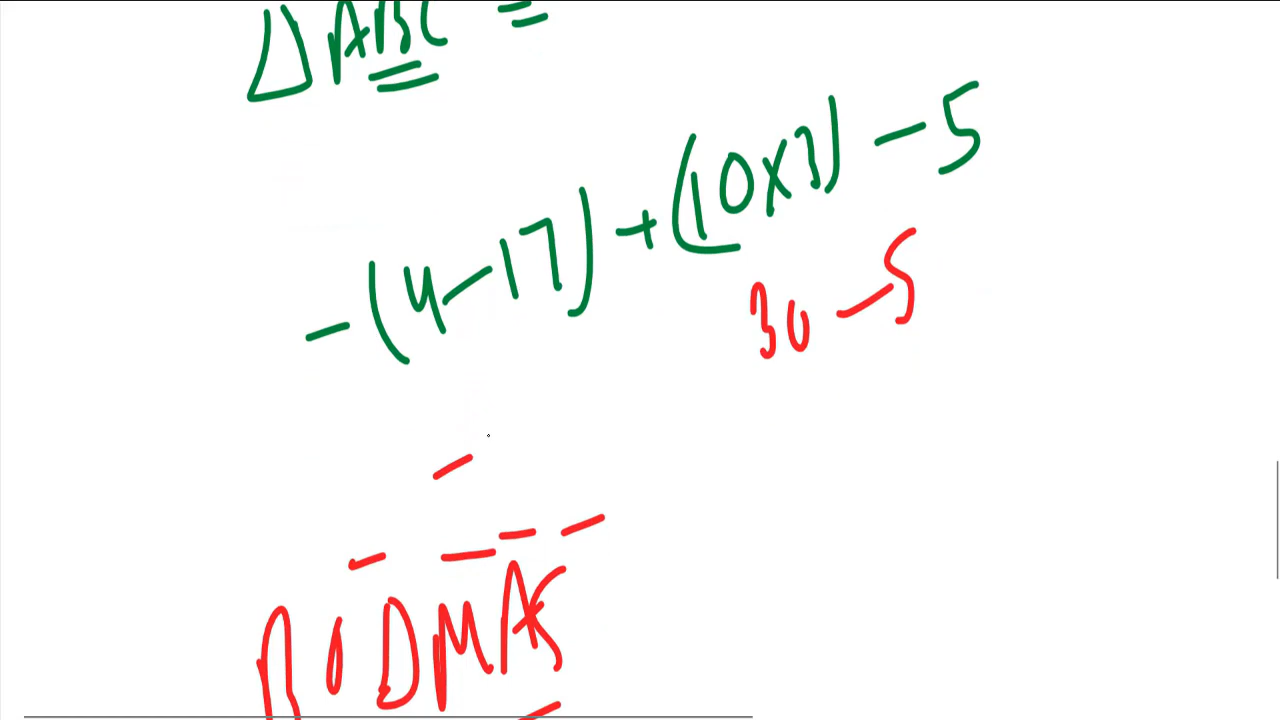 △ ABC =
-(4-17) + (10x3) - 5
30 - 5
BODMAS